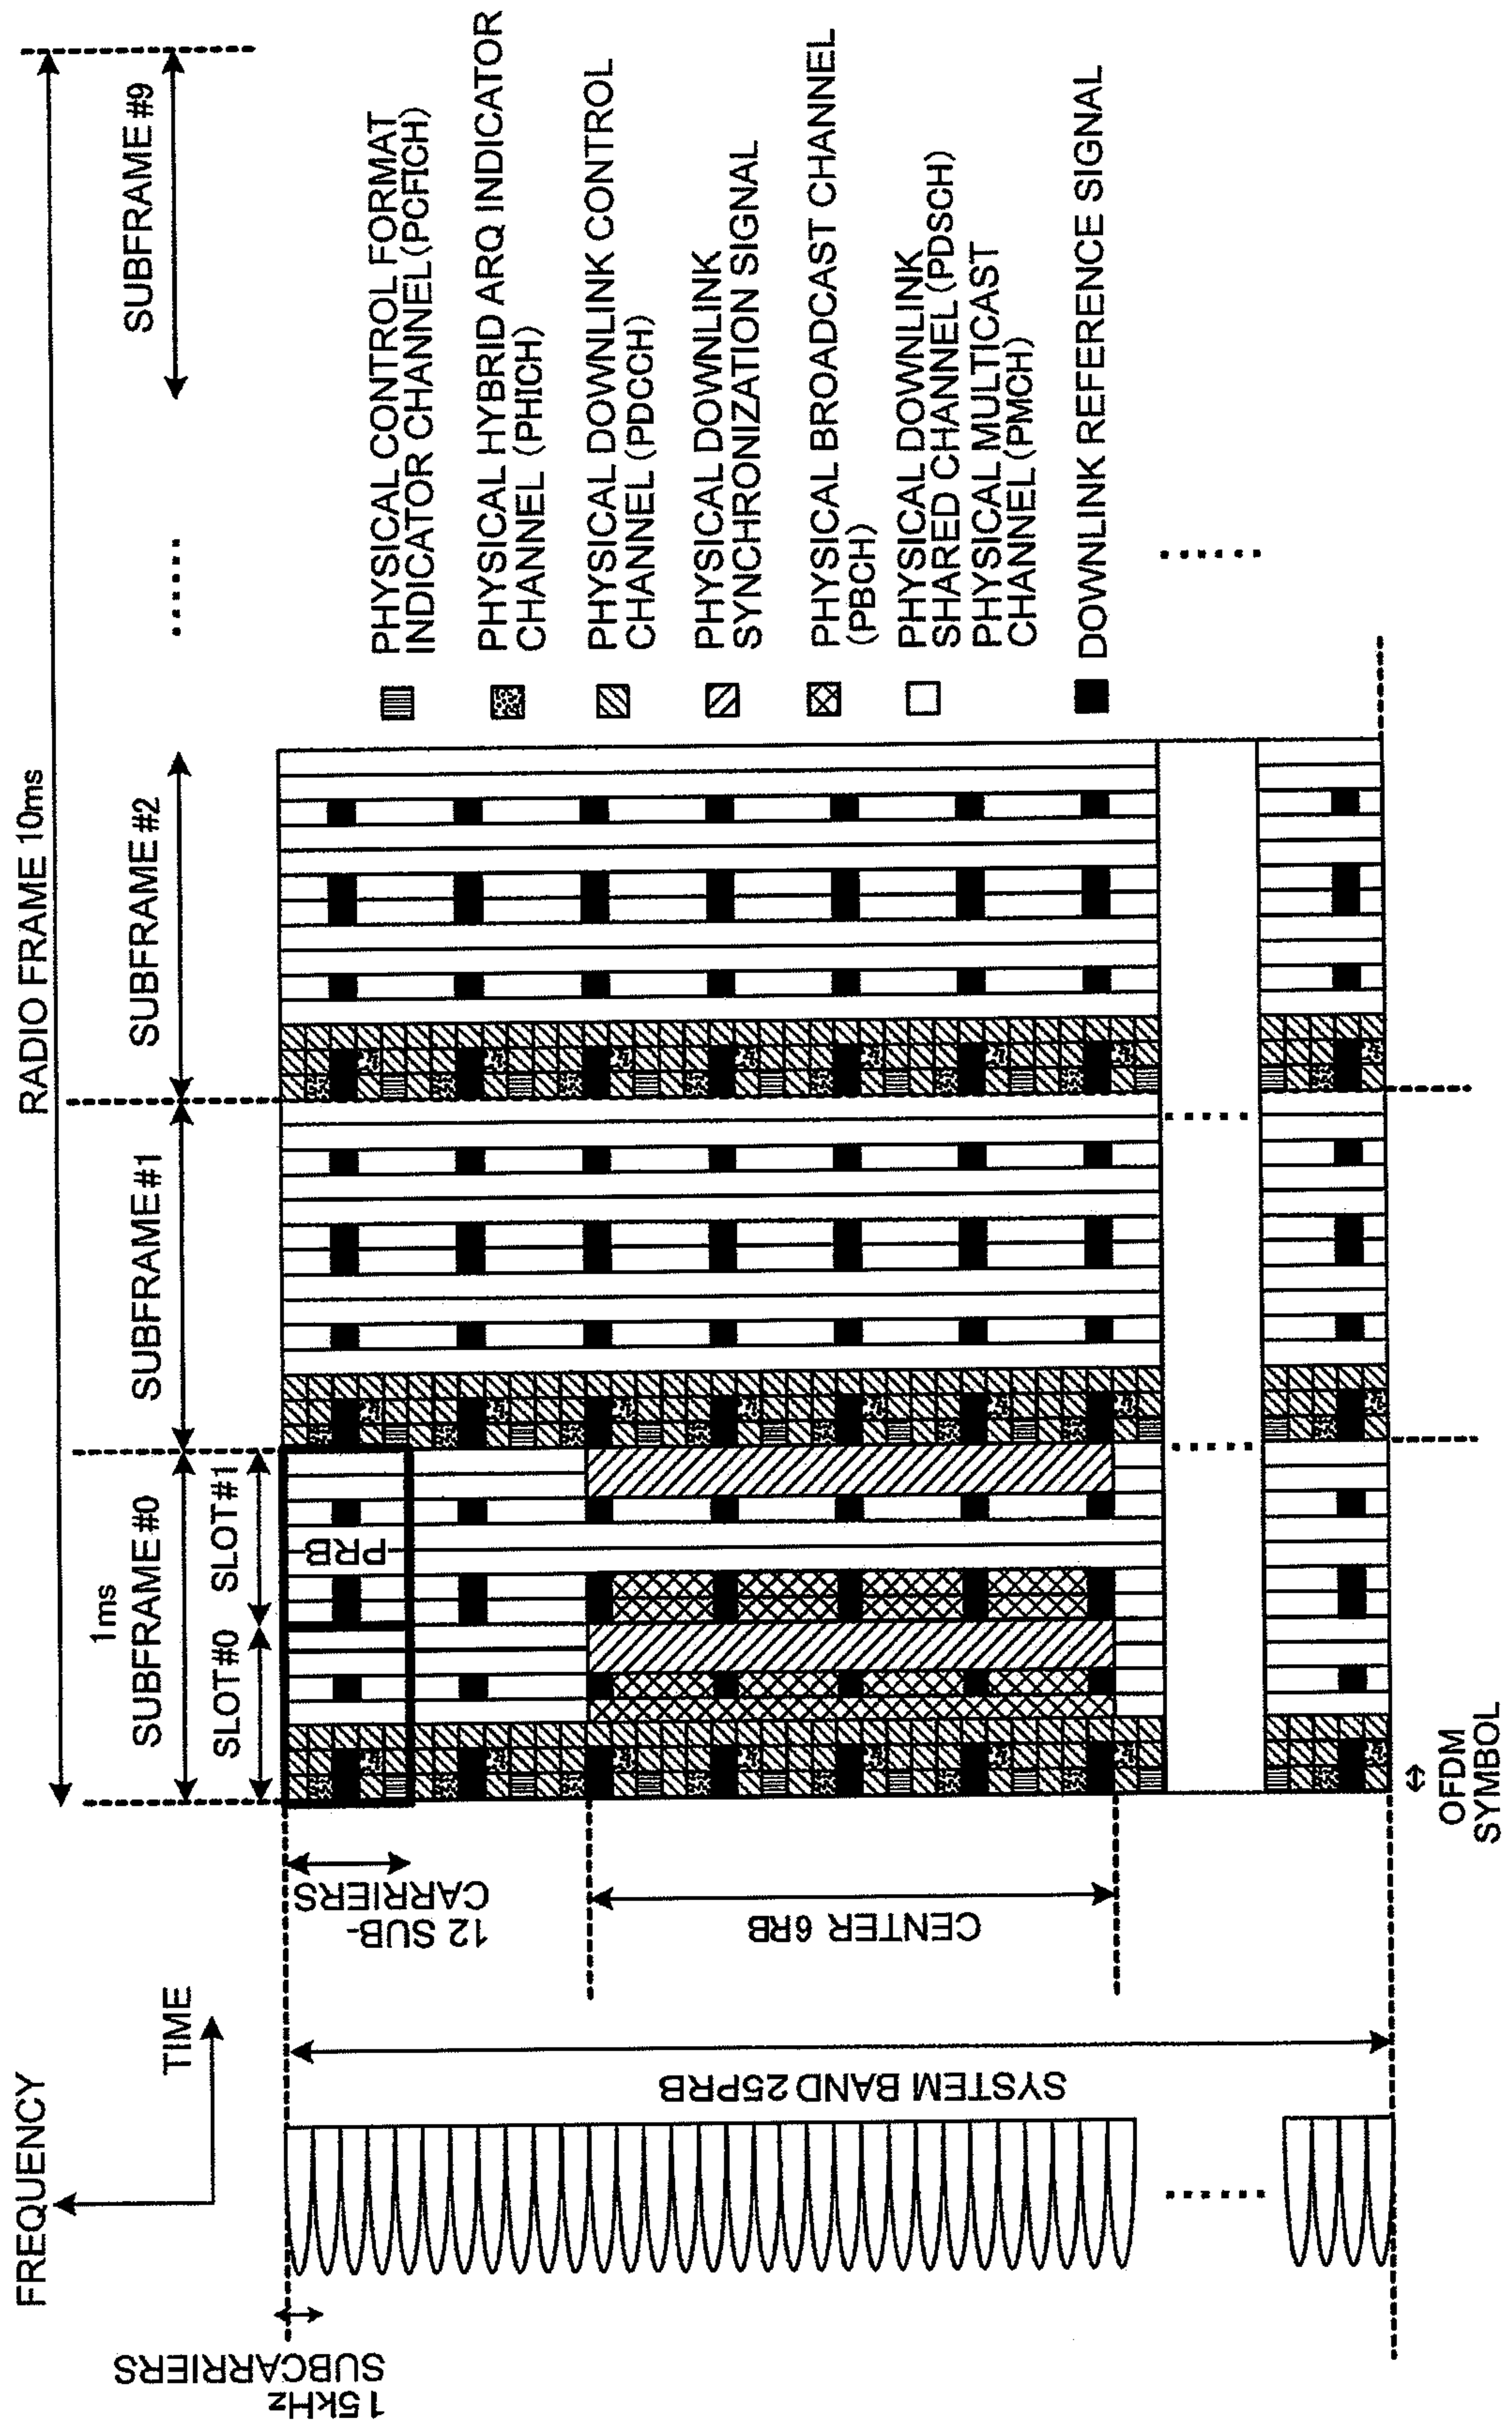 FREQUENCY
TIME
15kHz
SUBCARRIERS
SYSTEM BAND 25PRB
12 SUB-
CARRIERS
CENTER 6RB
RADIO FRAME 10ms
1ms
SUBFRAME #0
SUBFRAME #1
SUBFRAME #2
SUBFRAME #9
SLOT#0
SLOT#1
PRB
OFDM
SYMBOL
PHYSICAL CONTROL FORMAT
INDICATOR CHANNEL (PCFICH)
PHYSICAL HYBRID ARQ INDICATOR
CHANNEL (PHICH)
PHYSICAL DOWNLINK CONTROL
CHANNEL (PDCCH)
PHYSICAL DOWNLINK
SYNCHRONIZATION SIGNAL
PHYSICAL BROADCAST CHANNEL
(PBCH)
PHYSICAL DOWNLINK
SHARED CHANNEL (PDSCH)
PHYSICAL MULTICAST
CHANNEL (PMCH)
DOWNLINK REFERENCE SIGNAL